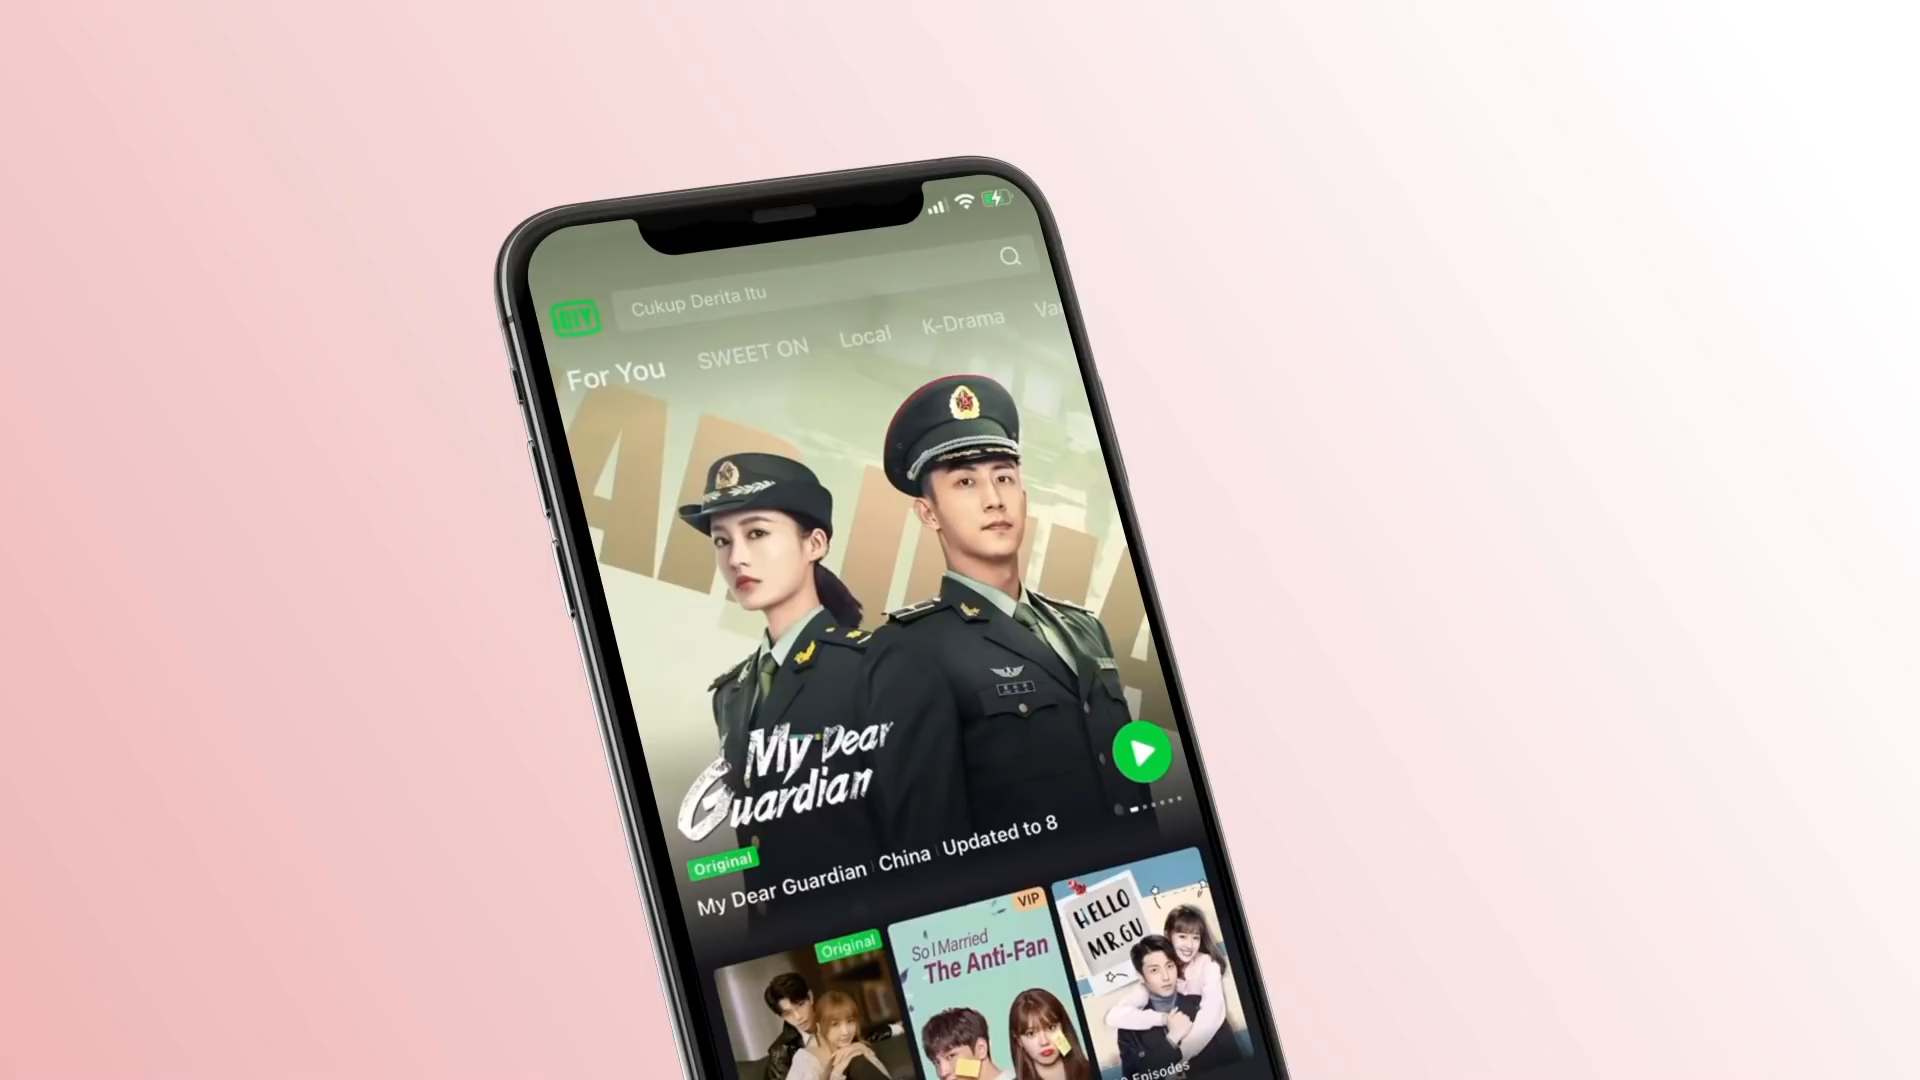 QIY
Cukup Derita Itu
For You
SWEET ON
Local
K-Drama
My Dear
Guardian
Original
My Dear Guardian | China | Updated to 8
Original
VIP
So I Married
The Anti-Fan
HELLO
MR.GU
Episodes